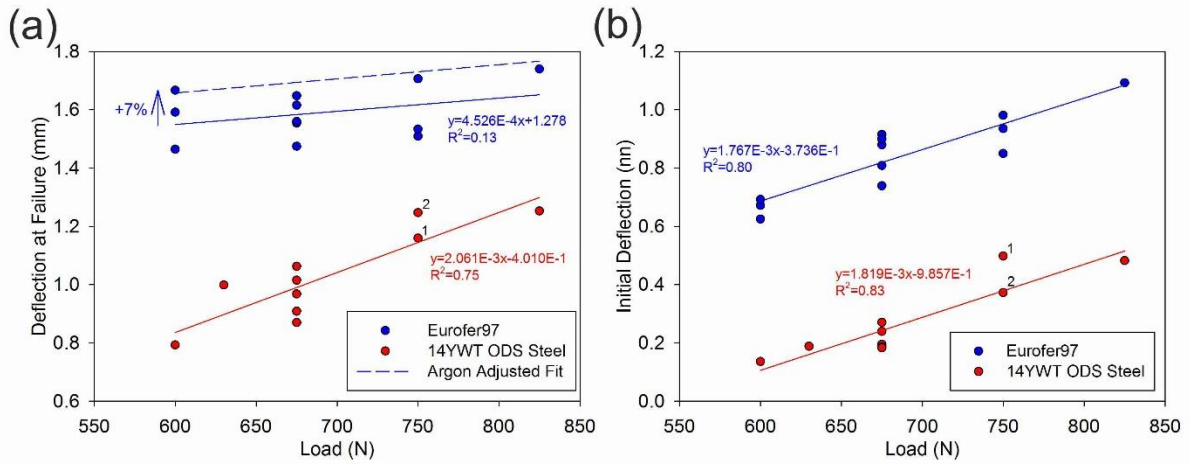 (a)
1.8
1.6
1.4
1.2
1.0
0.8
0.6
Deflection at Failure (mm)
+7%
y=4.526E-4x+1.278
R²=0.13
2
1
y=2.061E-3x-4.010E-1
R²=0.75
Eurofer97
14YWT ODS Steel
Argon Adjusted Fit
550 600 650 700 750 800 850
Load (N)
(b)
1.2
1.0
0.8
0.6
0.4
0.2
0.0
Initial Deflection (nn)
y=1.767E-3x-3.736E-1
R²=0.80
1
2
y=1.819E-3x-9.857E-1
R²=0.83
Eurofer97
14YWT ODS Steel
550 600 650 700 750 800 850
Load (N)